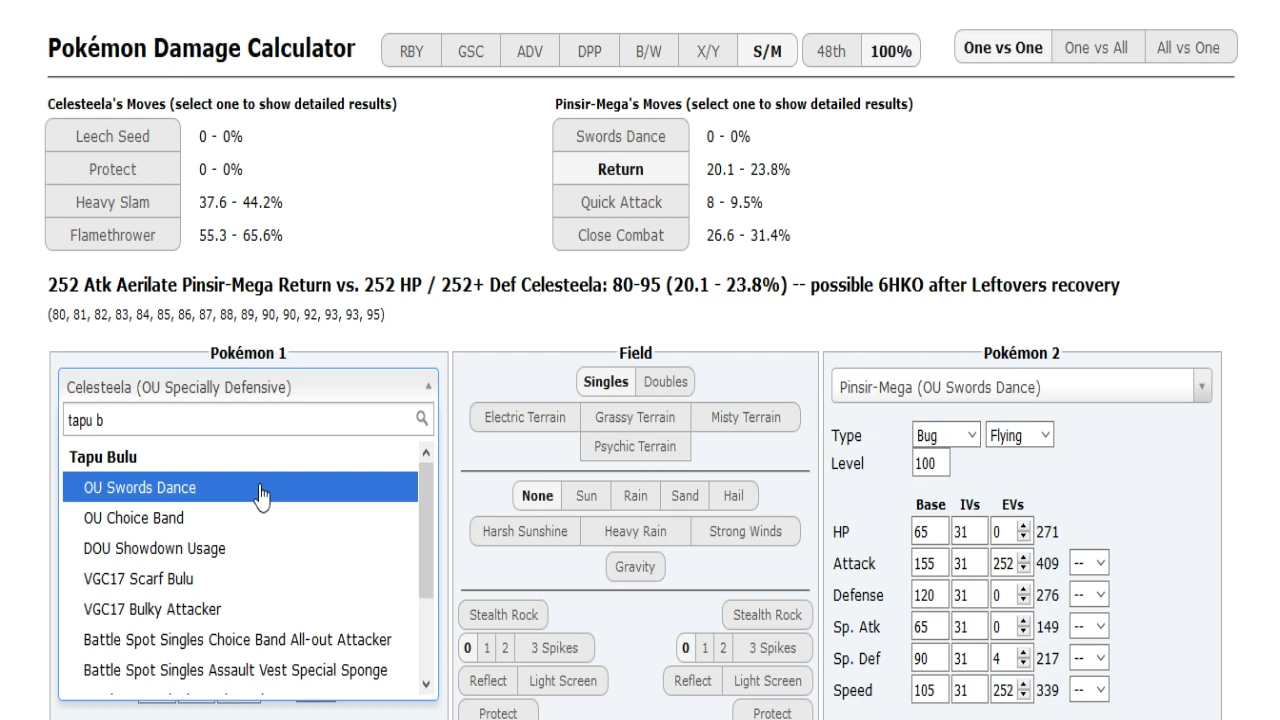 Pokémon Damage Calculator RBY GSC ADV DPP B/W X/Y S/M 48th 100% One vs One One vs All All vs One
Celesteela's Moves (select one to show detailed results) Pinsir-Mega's Moves (select one to show detailed results)
Leech Seed 0 - 0% Swords Dance 0 - 0%
Protect 0 - 0% Return 20.1 - 23.8%
Heavy Slam 37.6 - 44.2% Quick Attack 8 - 9.5%
Flamethrower 55.3 - 65.6% Close Combat 26.6 - 31.4%
252 Atk Aerilate Pinsir-Mega Return vs. 252 HP / 252+ Def Celesteela: 80-95 (20.1 - 23.8%) -- possible 6HKO after Leftovers recovery
(80, 81, 82, 83, 84, 85, 86, 87, 88, 89, 90, 90, 92, 93, 93, 95)
Pokémon 1
Celesteela (OU Specially Defensive)
tapu b
Tapu Bulu
OU Swords Dance
OU Choice Band
DOU Showdown Usage
VGC17 Scarf Bulu
VGC17 Bulky Attacker
Battle Spot Singles Choice Band All-out Attacker
Battle Spot Singles Assault Vest Special Sponge
Field
Singles Doubles
Electric Terrain Grassy Terrain Misty Terrain
Psychic Terrain
None Sun Rain Sand Hail
Harsh Sunshine Heavy Rain Strong Winds
Gravity
Stealth Rock Stealth Rock
0 1 2 3 Spikes 0 1 2 3 Spikes
Reflect Light Screen Reflect Light Screen
Protect Protect
Pokémon 2
Pinsir-Mega (OU Swords Dance)
Type Bug Flying
Level 100
Base IVs EVs
HP 65 31 0 271
Attack 155 31 252 409 --
Defense 120 31 0 276 --
Sp. Atk 65 31 0 149 --
Sp. Def 90 31 4 217 --
Speed 105 31 252 339 --